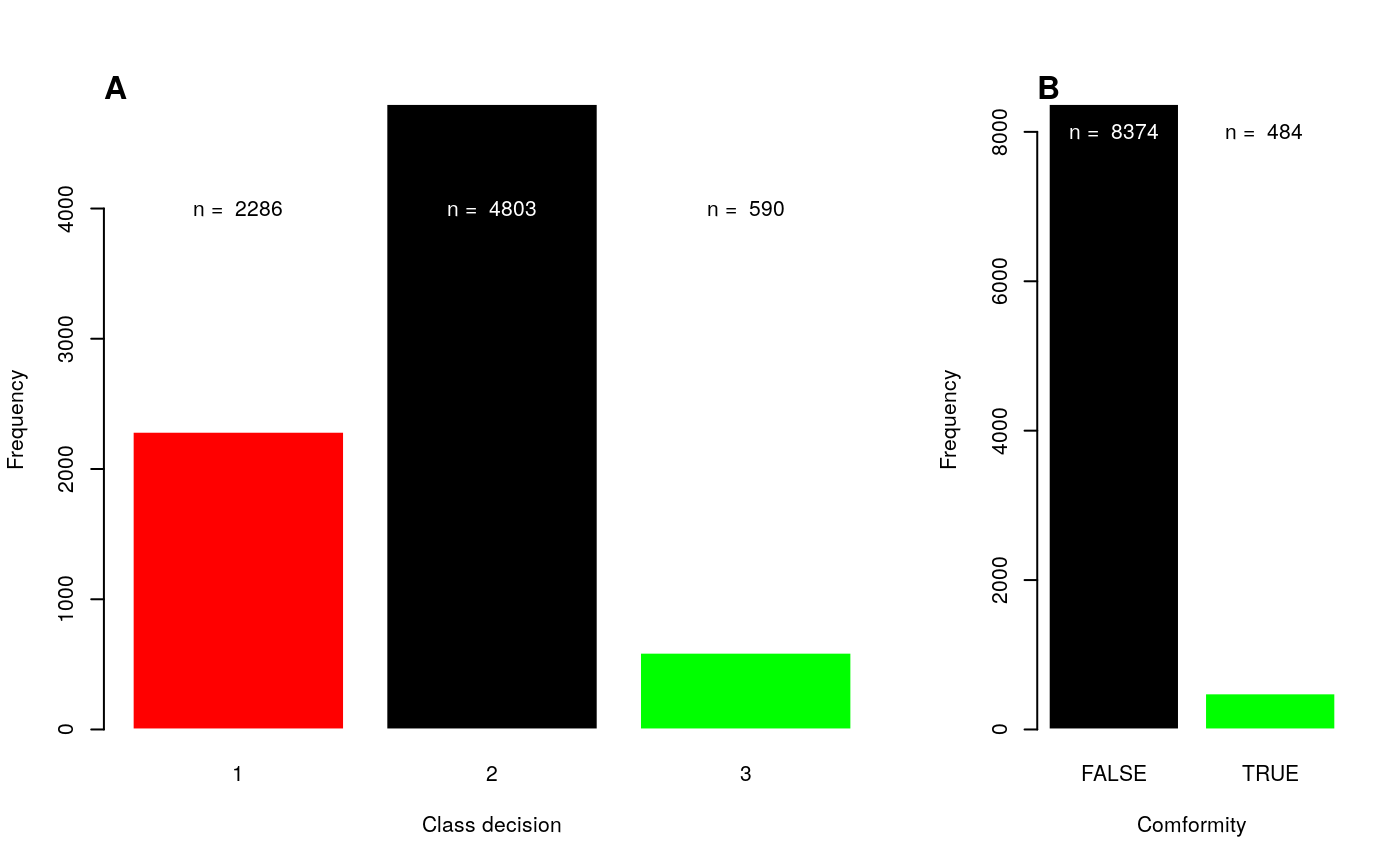 A
Frequency
4000
3000
2000
1000
0
n =  2286
n =  4803
n =  590
1
2
3
Class decision
B
Frequency
8000
6000
4000
2000
0
n =  8374
n =  484
FALSE
TRUE
Comformity